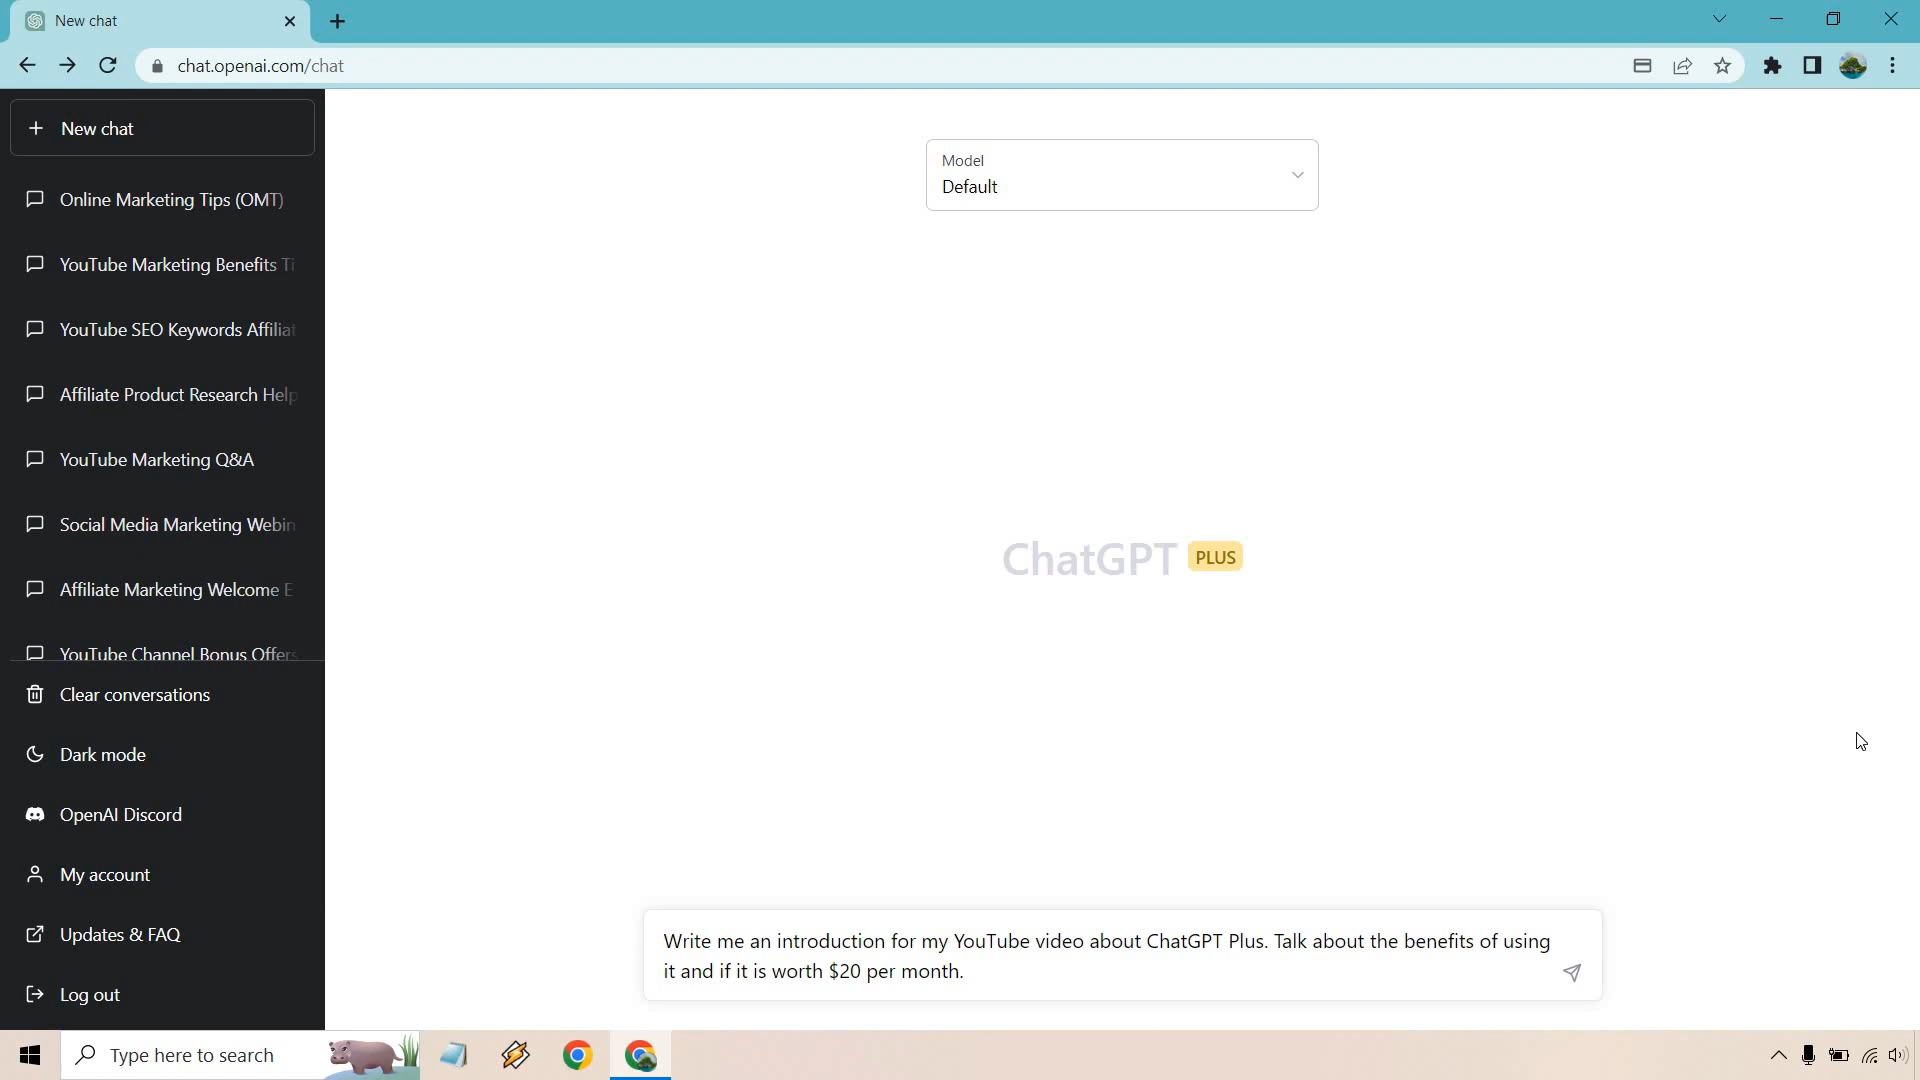 New chat
chat.openai.com/chat
New chat
Online Marketing Tips (OMT)
YouTube Marketing Benefits Ti
YouTube SEO Keywords Affiliat
Affiliate Product Research Help
YouTube Marketing Q&A
Social Media Marketing Webin
Affiliate Marketing Welcome E
YouTube Channel Bonus Offers
Clear conversations
Dark mode
OpenAI Discord
My account
Updates & FAQ
Log out
Model
Default
ChatGPT PLUS
Write me an introduction for my YouTube video about ChatGPT Plus. Talk about the benefits of using
it and if it is worth $20 per month.
Type here to search